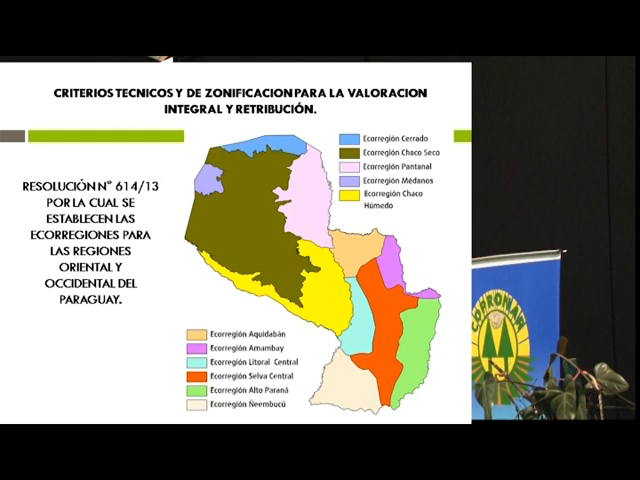 CRITERIOS TECNICOS Y DE ZONIFICACION PARA LA VALORACION
INTEGRAL Y RETRIBUCIÓN.
RESOLUCIÓN N° 614/13
POR LA CUAL SE
ESTABLECEN LAS
ECORREGIONES PARA
LAS REGIONES
ORIENTAL Y
OCCIDENTAL DEL
PARAGUAY.
Ecorregión Cerrado
Ecorregión Chaco Seco
Ecorregión Pantanal
Ecorregión Médanos
Ecorregión Chaco
Húmedo
Ecorregión Aquidabán
Ecorregión Amambay
Ecorregión Litoral Central
Ecorregión Selva Central
Ecorregión Alto Paraná
Ecorregión Ñeembucú
COPRONAR